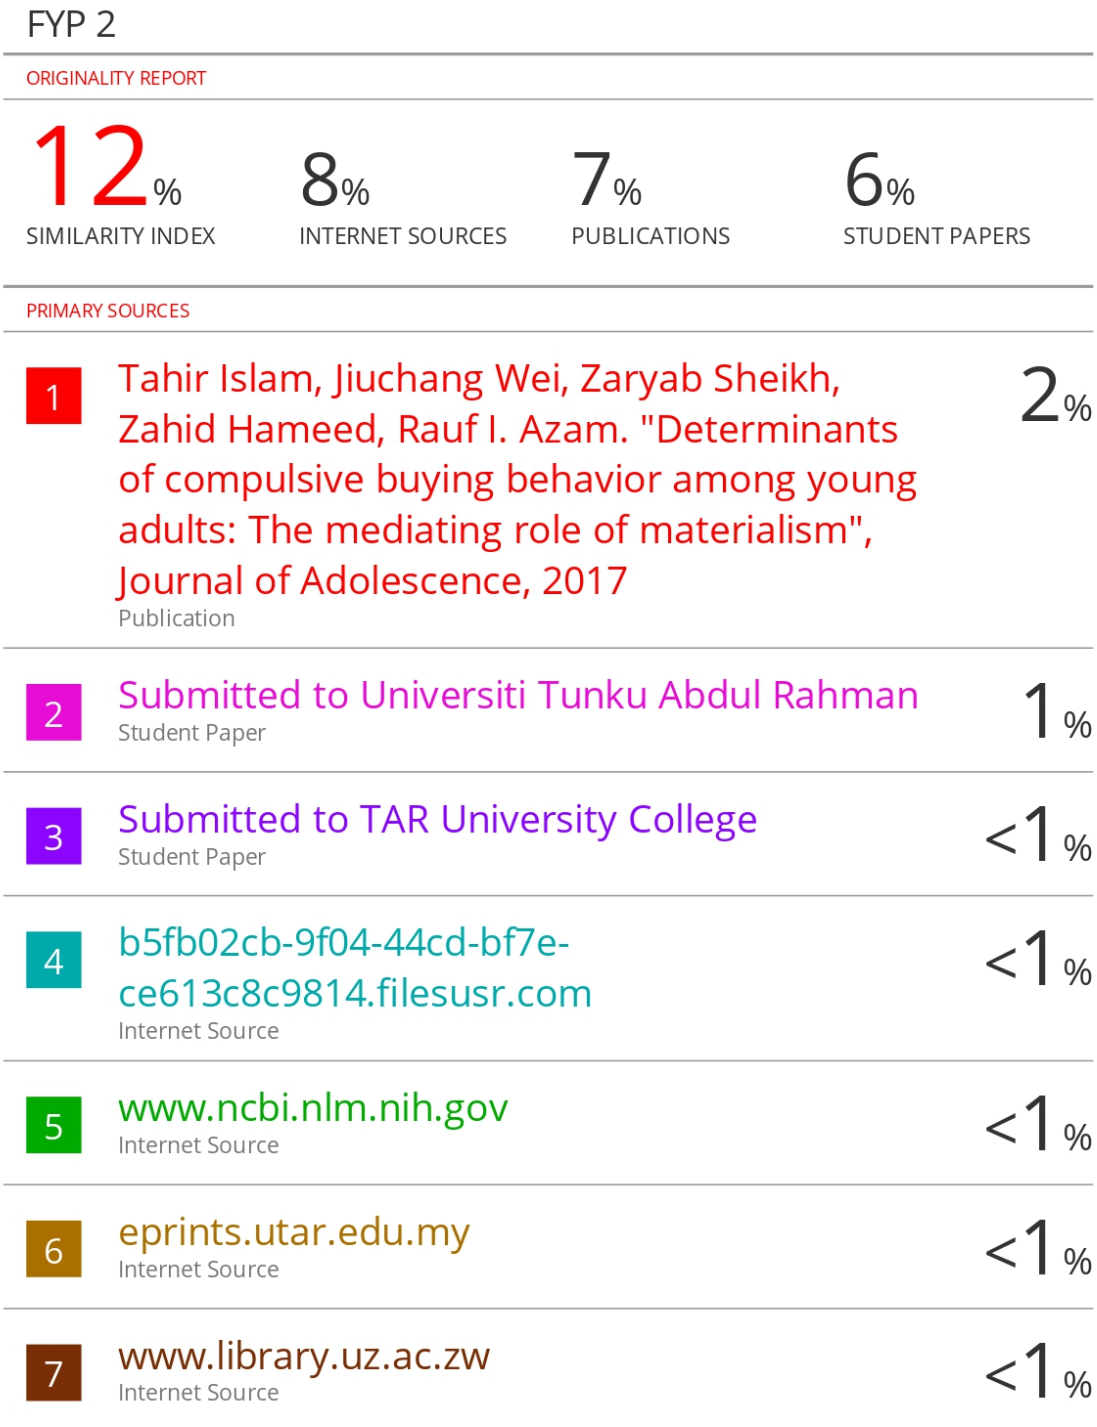 FYP 2
ORIGINALITY REPORT
12% 8% 7% 6%
SIMILARITY INDEX INTERNET SOURCES PUBLICATIONS STUDENT PAPERS
PRIMARY SOURCES
1 Tahir Islam, Jiuchang Wei, Zaryab Sheikh, 2%
Zahid Hameed, Rauf I. Azam. "Determinants
of compulsive buying behavior among young
adults: The mediating role of materialism",
Journal of Adolescence, 2017
Publication
2 Submitted to Universiti Tunku Abdul Rahman 1%
Student Paper
3 Submitted to TAR University College <1%
Student Paper
4 b5fb02cb-9f04-44cd-bf7e- <1%
ce613c8c9814.filesusr.com
Internet Source
5 www.ncbi.nlm.nih.gov <1%
Internet Source
6 eprints.utar.edu.my <1%
Internet Source
7 www.library.uz.ac.zw <1%
Internet Source